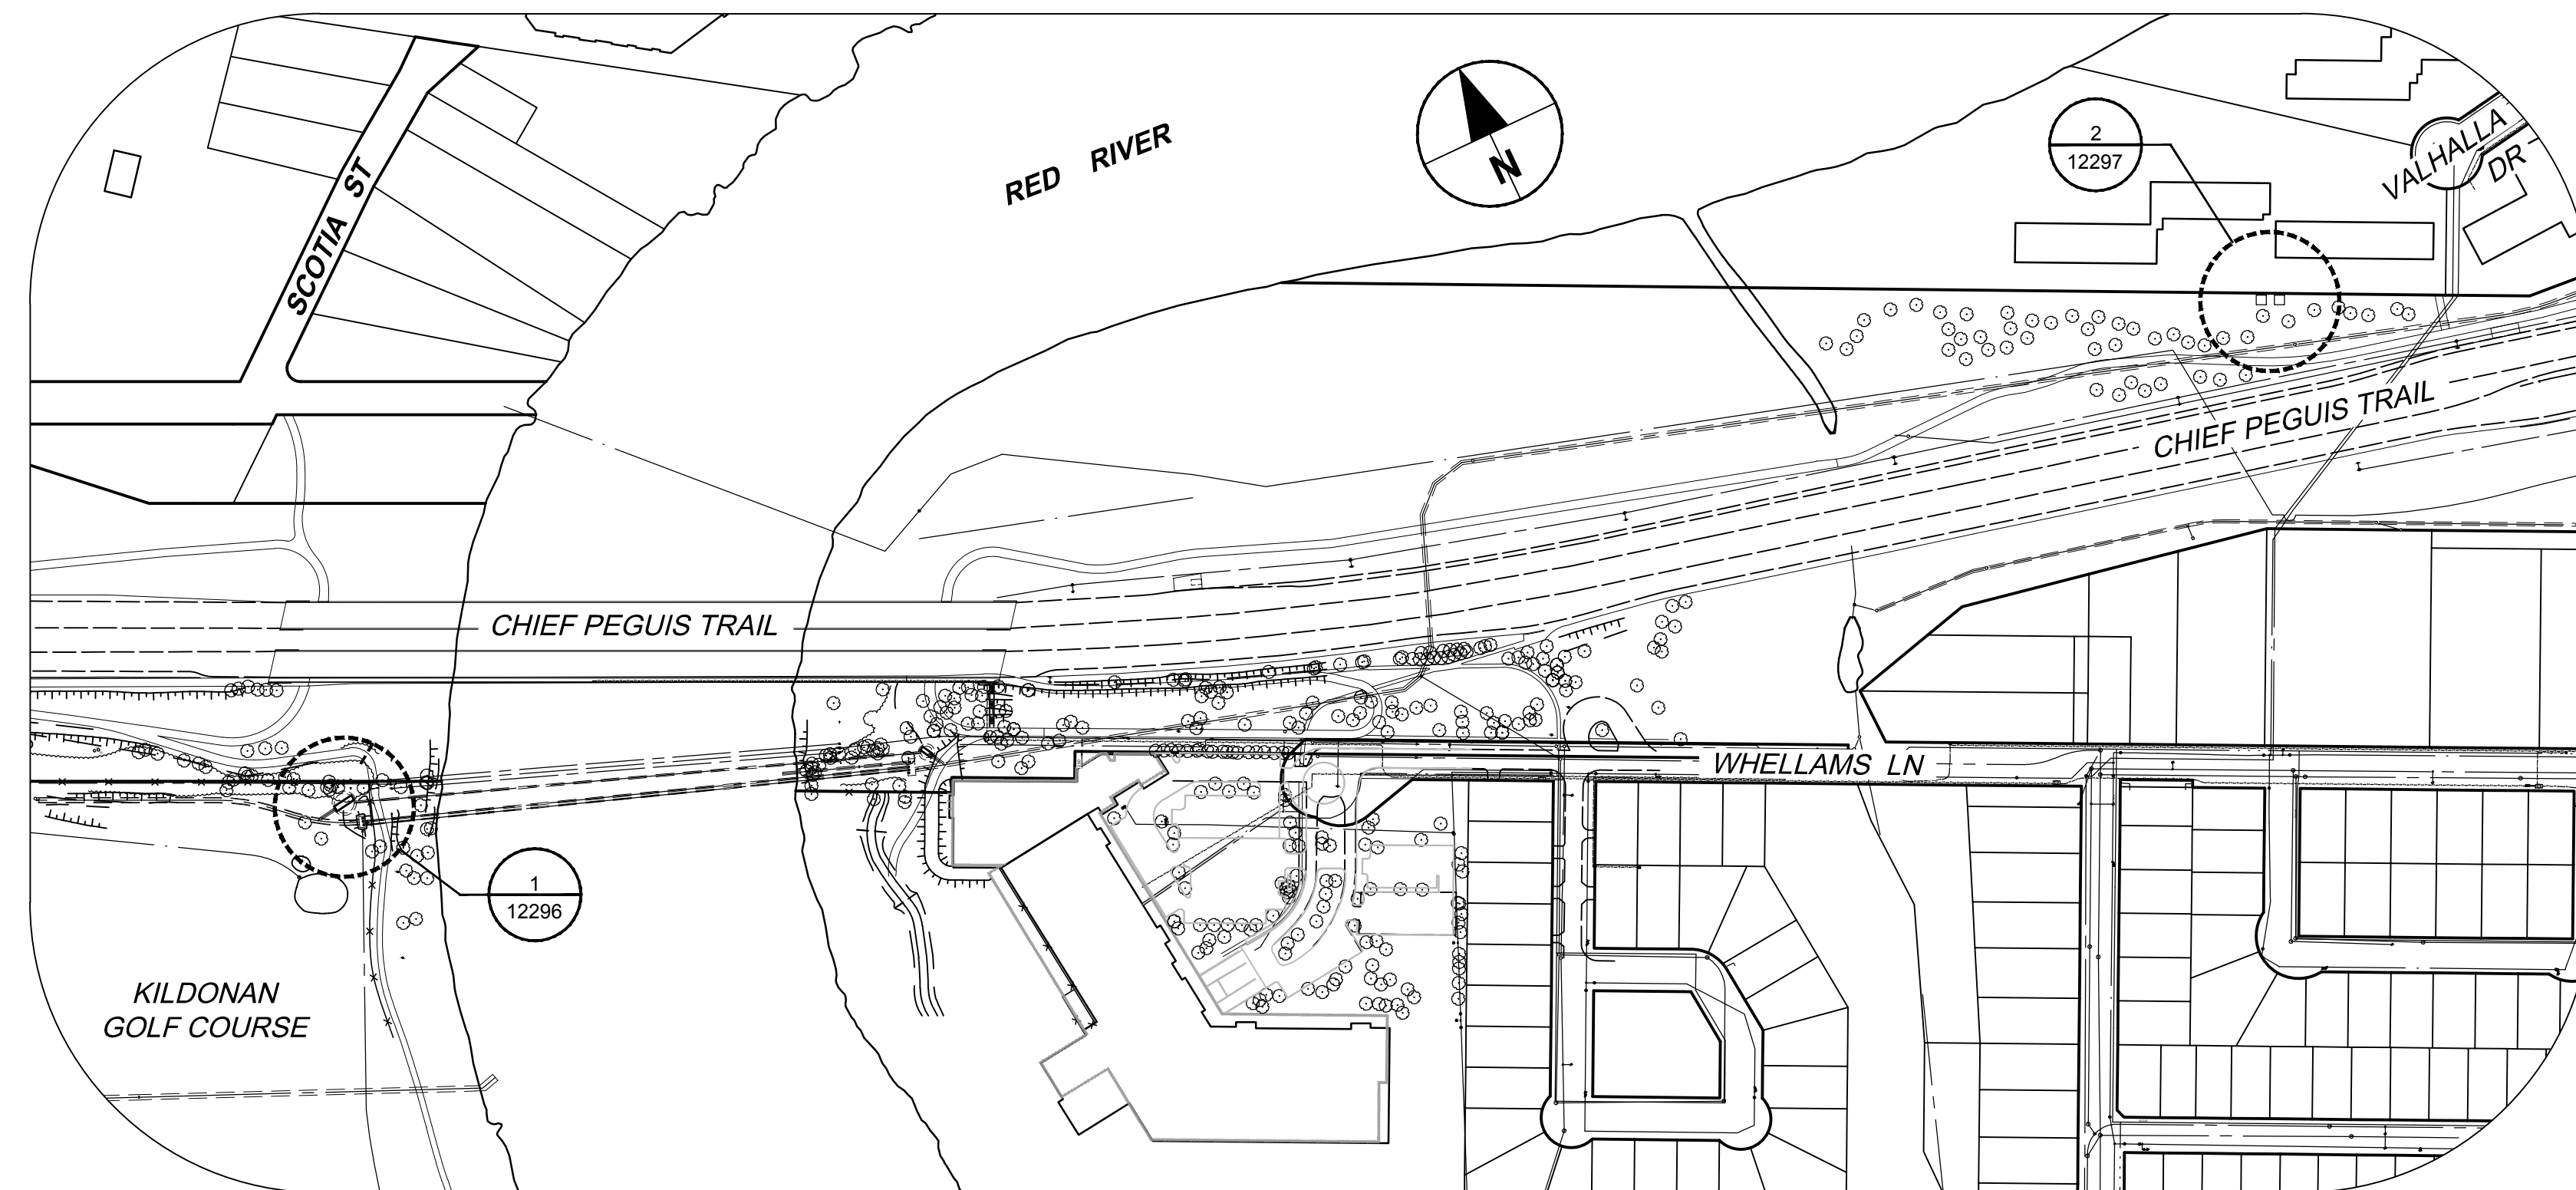 SCOTIA ST
RED RIVER
N
2
12297
VALHALLA
DR
CHIEF PEGUIS TRAIL
CHIEF PEGUIS TRAIL
WHELLAMS LN
1
12296
KILDONAN
GOLF COURSE